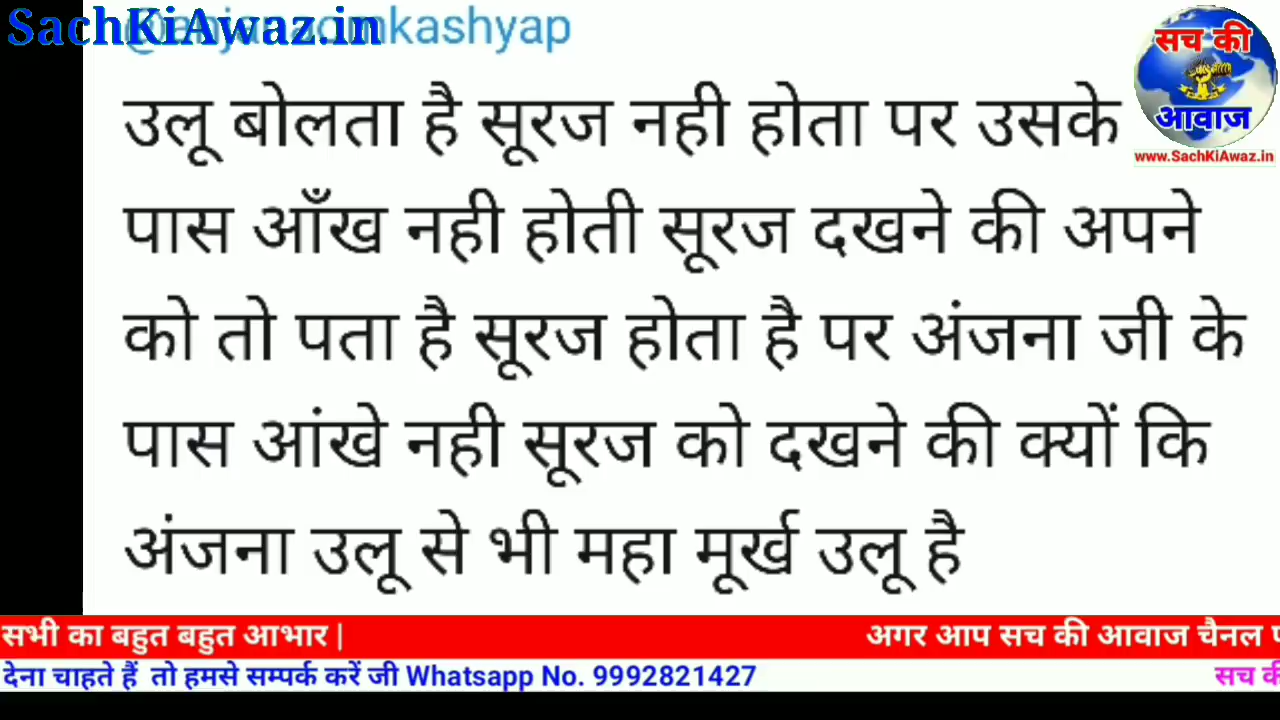 SachKiAwaz.in
kashyap
सच की
आवाज
www.SachKiAwaz.in
उलू बोलता है सूरज नही होता पर उसके
पास आँख नही होती सूरज दखने की अपने
को तो पता है सूरज होता है पर अंजना जी के
पास आंखे नही सूरज को दखने की क्यों कि
अंजना उलू से भी महा मूर्ख उलू है
सभी का बहुत बहुत आभार | अगर आप सच की आवाज चैनल
देना चाहते हैं तो हमसे सम्पर्क करें जी Whatsapp No. 9992821427 सच